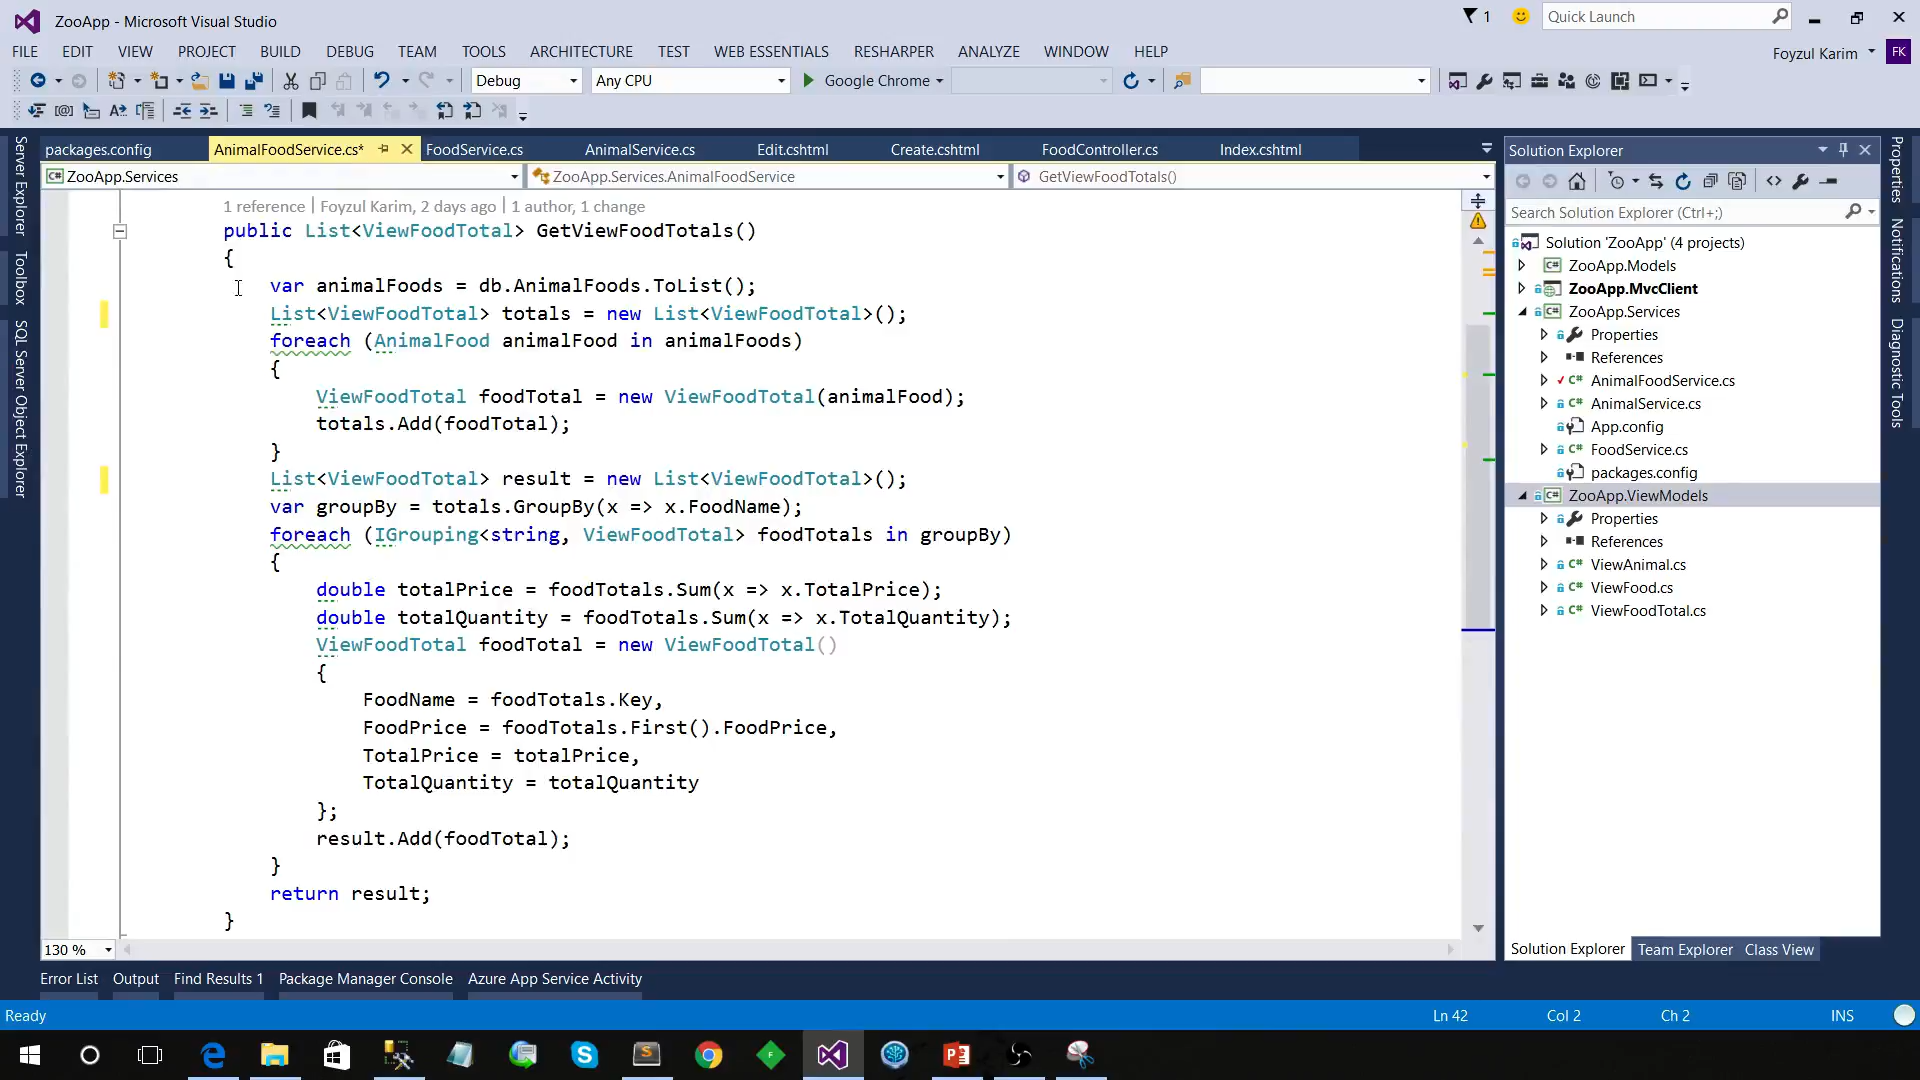 ZooApp - Microsoft Visual Studio
1
Quick Launch
FILE EDIT VIEW PROJECT BUILD DEBUG TEAM TOOLS ARCHITECTURE TEST WEB ESSENTIALS RESHARPER ANALYZE WINDOW HELP
Foyzul Karim FK
Debug Any CPU Google Chrome
Server Explorer
Toolbox
SQL Server Object Explorer
packages.config AnimalFoodService.cs* FoodService.cs AnimalService.cs Edit.cshtml Create.cshtml FoodController.cs Index.cshtml
ZooApp.Services ZooApp.Services.AnimalFoodService GetViewFoodTotals()
1 reference | Foyzul Karim, 2 days ago | 1 author, 1 change
public List<ViewFoodTotal> GetViewFoodTotals()
{
var animalFoods = db.AnimalFoods.ToList();
List<ViewFoodTotal> totals = new List<ViewFoodTotal>();
foreach (AnimalFood animalFood in animalFoods)
{
ViewFoodTotal foodTotal = new ViewFoodTotal(animalFood);
totals.Add(foodTotal);
}
List<ViewFoodTotal> result = new List<ViewFoodTotal>();
var groupBy = totals.GroupBy(x => x.FoodName);
foreach (IGrouping<string, ViewFoodTotal> foodTotals in groupBy)
{
double totalPrice = foodTotals.Sum(x => x.TotalPrice);
double totalQuantity = foodTotals.Sum(x => x.TotalQuantity);
ViewFoodTotal foodTotal = new ViewFoodTotal()
{
FoodName = foodTotals.Key,
FoodPrice = foodTotals.First().FoodPrice,
TotalPrice = totalPrice,
TotalQuantity = totalQuantity
};
result.Add(foodTotal);
}
return result;
}
130 %
Solution Explorer
Search Solution Explorer (Ctrl+;)
Solution 'ZooApp' (4 projects)
ZooApp.Models
ZooApp.MvcClient
ZooApp.Services
Properties
References
AnimalFoodService.cs
AnimalService.cs
App.config
FoodService.cs
packages.config
ZooApp.ViewModels
Properties
References
ViewAnimal.cs
ViewFood.cs
ViewFoodTotal.cs
Solution Explorer Team Explorer Class View
Properties
Notifications
Diagnostic Tools
Error List Output Find Results 1 Package Manager Console Azure App Service Activity
Ready Ln 42 Col 2 Ch 2 INS